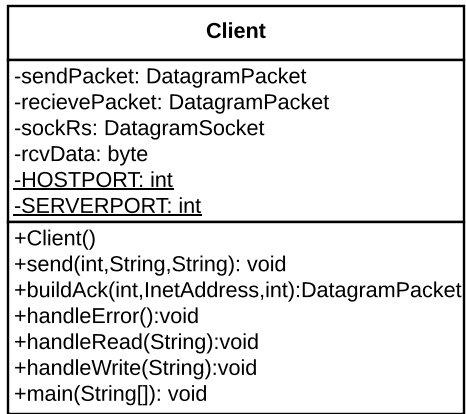 Client
-sendPacket: DatagramPacket
-recievePacket: DatagramPacket
-sockRs: DatagramSocket
-rcvData: byte
-HOSTPORT: int
-SERVERPORT: int
+Client()
+send(int,String,String): void
+buildAck(int,InetAddress,int):DatagramPacket
+handleError():void
+handleRead(String):void
+handleWrite(String):void
+main(String[]): void